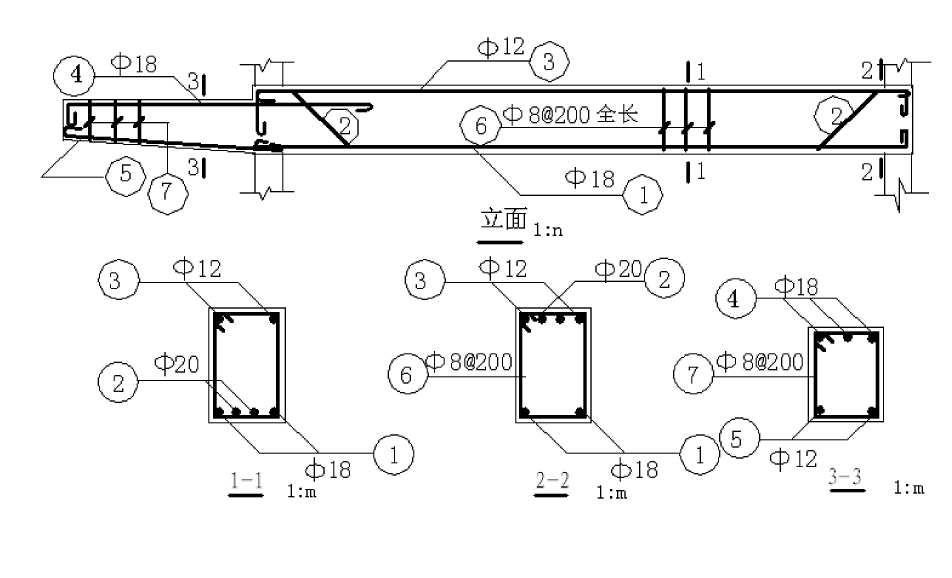 Φ12 3
4 Φ18 3 1 2
2 6 Φ8@200 全长 2
5 7 3 Φ18 1 1 2
立面 1:n
3 Φ12 3 Φ12 Φ20 2 4 Φ18
2 Φ20 6 Φ8@200 7 Φ8@200
Φ18 1 Φ18 1 5 Φ12
1-1 1:m 2-2 1:m 3-3 1:m